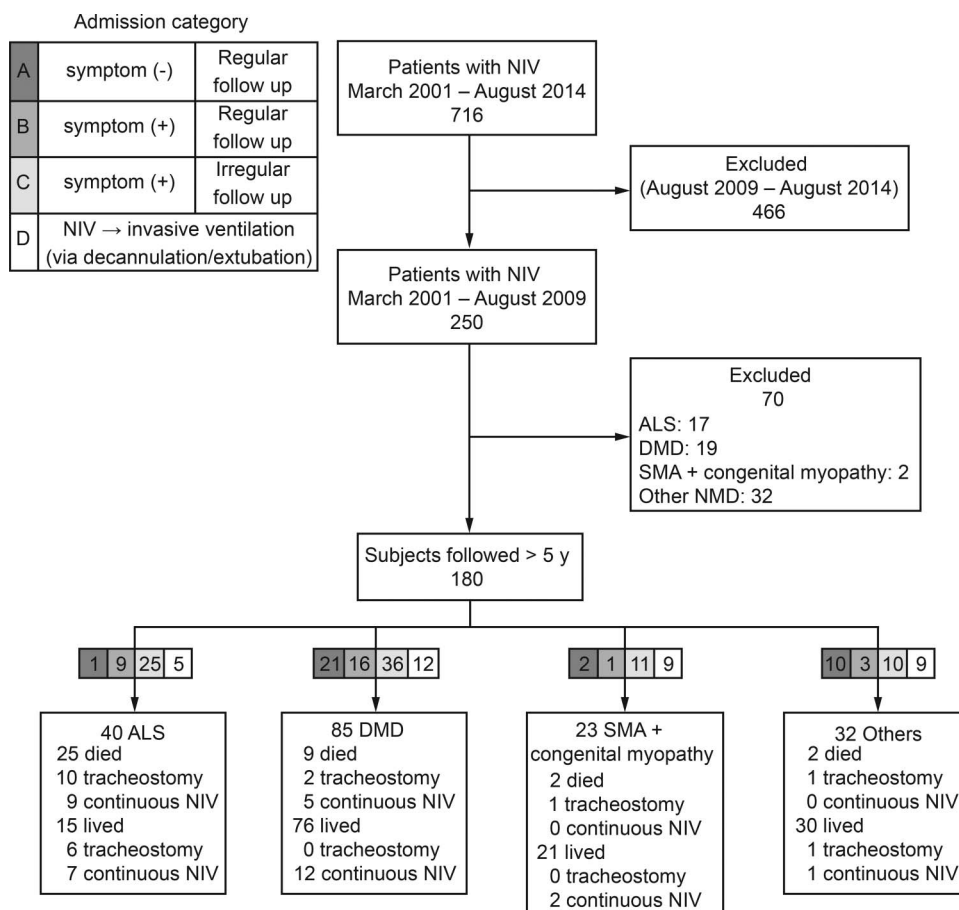 Admission category
A symptom (-) Regular
follow up
B symptom (+) Regular
follow up
C symptom (+) Irregular
follow up
D NIV → invasive ventilation
(via decannulation/extubation)
Patients with NIV
March 2001 – August 2014
716
Excluded
(August 2009 – August 2014)
466
Patients with NIV
March 2001 – August 2009
250
Excluded
70
ALS: 17
DMD: 19
SMA + congenital myopathy: 2
Other NMD: 32
Subjects followed > 5 y
180
1 9 25 5
40 ALS
25 died
10 tracheostomy
9 continuous NIV
15 lived
6 tracheostomy
7 continuous NIV
21 16 36 12
85 DMD
9 died
2 tracheostomy
5 continuous NIV
76 lived
0 tracheostomy
12 continuous NIV
2 1 11 9
23 SMA +
congenital myopathy
2 died
1 tracheostomy
0 continuous NIV
21 lived
0 tracheostomy
2 continuous NIV
10 3 10 9
32 Others
2 died
1 tracheostomy
0 continuous NIV
30 lived
1 tracheostomy
1 continuous NIV